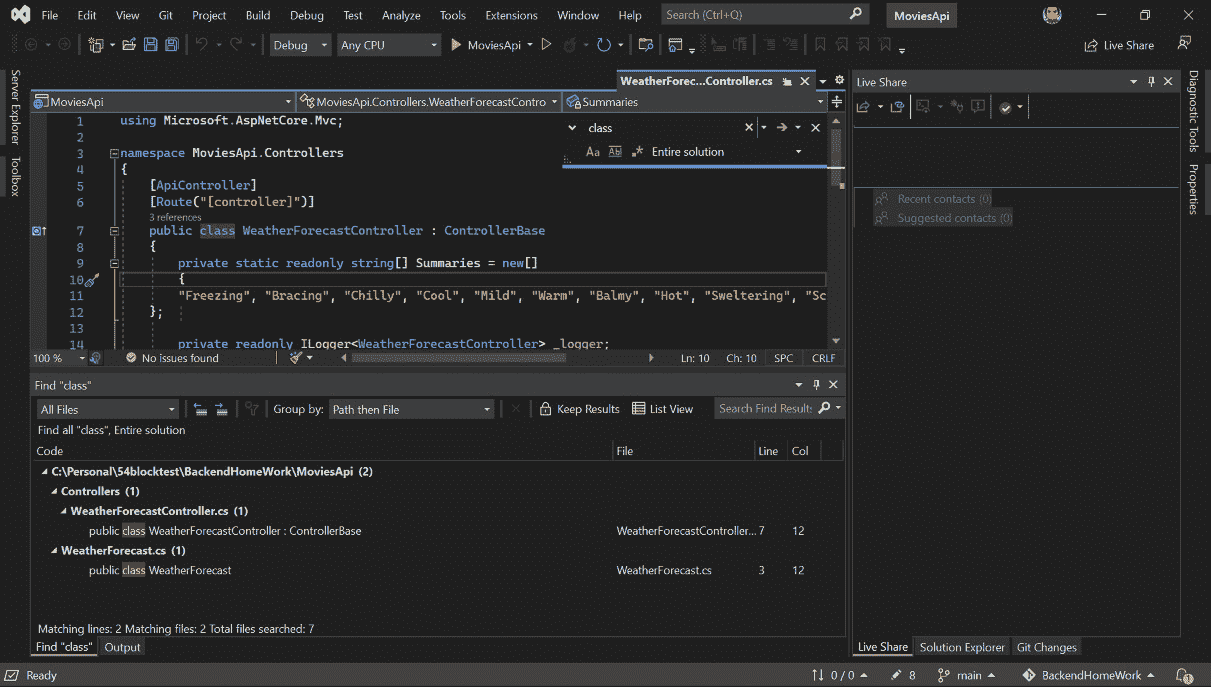 File Edit View Git Project Build Debug Test Analyze Tools Extensions Window Help Search (Ctrl+Q) MoviesApi
Debug Any CPU MoviesApi Live Share
Server Explorer
Toolbox
WeatherForec...Controller.cs
MoviesApi MoviesApi.Controllers.WeatherForecastContro Summaries
class
Aa Ab Entire solution
1 using Microsoft.AspNetCore.Mvc;
2
3 namespace MoviesApi.Controllers
4 {
5 [ApiController]
6 [Route("[controller]")]
3 references
7 public class WeatherForecastController : ControllerBase
8 {
9 private static readonly string[] Summaries = new[]
10 {
11 "Freezing", "Bracing", "Chilly", "Cool", "Mild", "Warm", "Balmy", "Hot", "Sweltering", "Sc
12 };
13
14 private readonly ILogger<WeatherForecastController> _logger;
100 % No issues found Ln: 10 Ch: 10 SPC CRLF
Find "class"
All Files Group by: Path then File Keep Results List View Search Find Results
Find all "class", Entire solution
Code File Line Col
C:\Personal\54blocktest\BackendHomeWork\MoviesApi (2)
Controllers (1)
WeatherForecastController.cs (1)
public class WeatherForecastController : ControllerBase WeatherForecastController... 7 12
WeatherForecast.cs (1)
public class WeatherForecast WeatherForecast.cs 3 12
Matching lines: 2 Matching files: 2 Total files searched: 7
Find "class" Output
Live Share
Recent contacts (0)
Suggested contacts (0)
Live Share Solution Explorer Git Changes
Diagnostic Tools
Properties
Ready 0 / 0 8 main BackendHomeWork 1